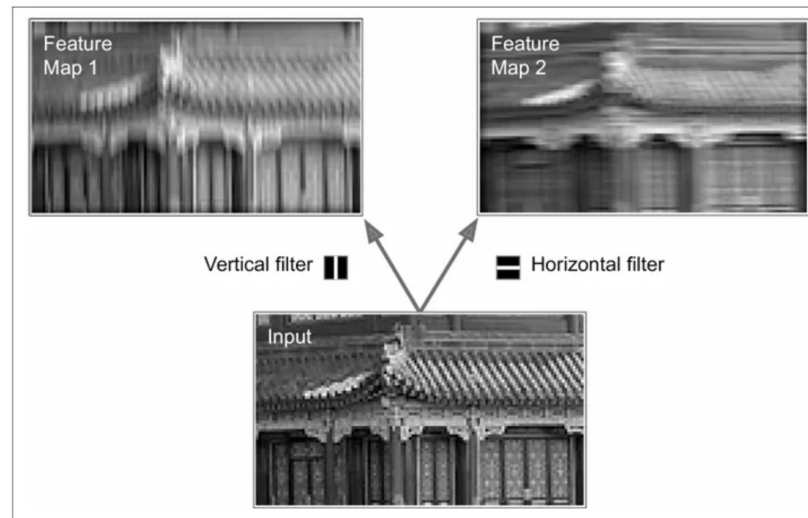 Feature
Map 1
Feature
Map 2
Vertical filter
Horizontal filter
Input